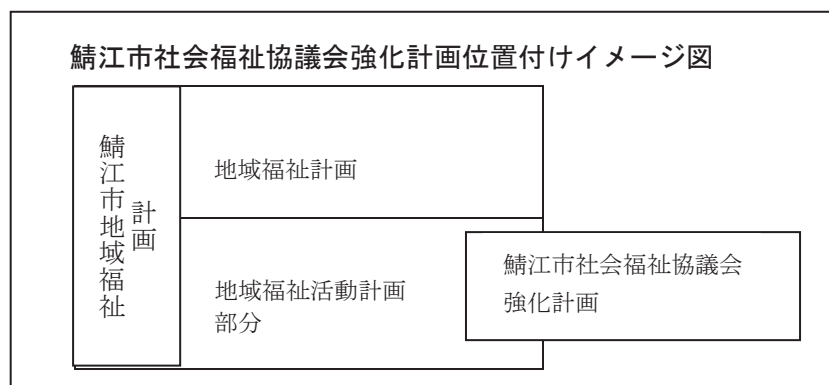 鯖江市社会福祉協議会強化計画位置付けイメージ図
鯖江市地域福祉
計画
地域福祉計画
地域福祉活動計画
部分
鯖江市社会福祉協議会
強化計画